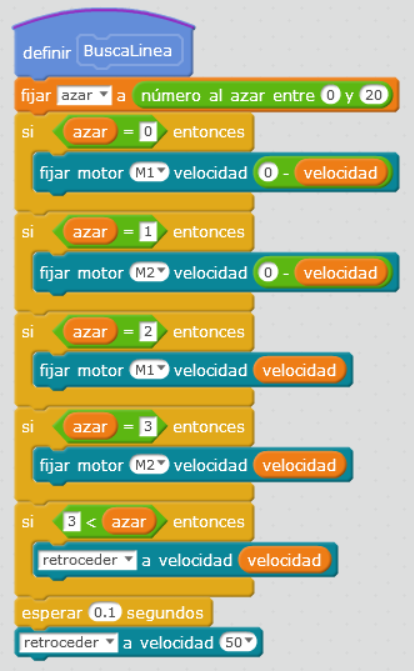 definir BuscaLinea
fijar azar a número al azar entre 0 y 20
si azar = 0 entonces
fijar motor M1 velocidad 0 - velocidad
si azar = 1 entonces
fijar motor M2 velocidad 0 - velocidad
si azar = 2 entonces
fijar motor M1 velocidad velocidad
si azar = 3 entonces
fijar motor M2 velocidad velocidad
si 3 < azar entonces
retroceder a velocidad velocidad
esperar 0.1 segundos
retroceder a velocidad 50